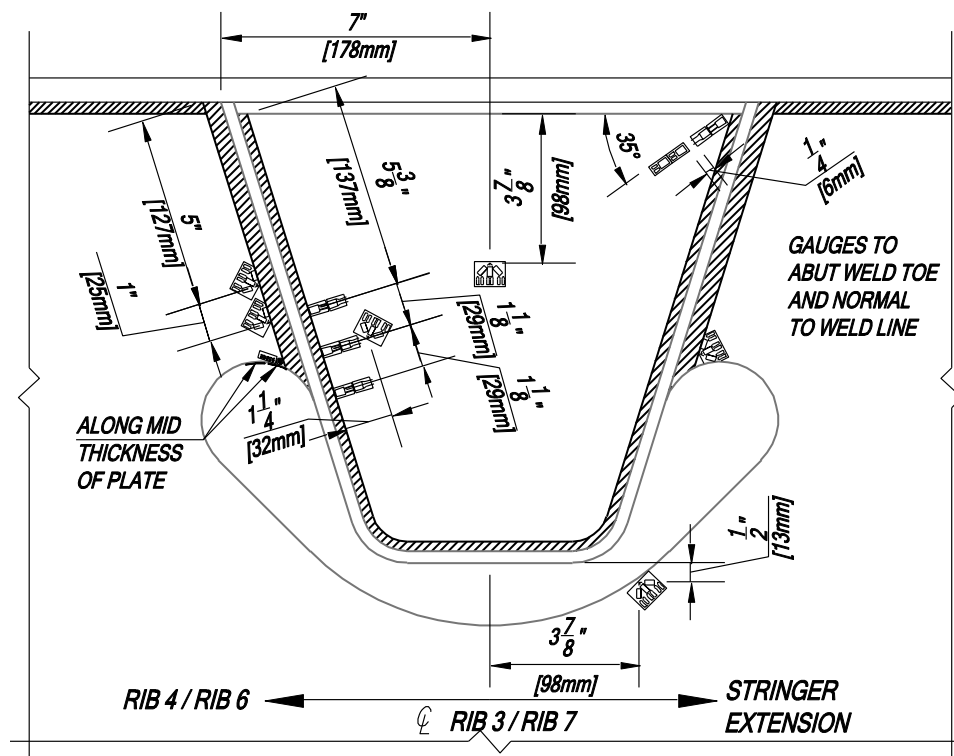 7"
[178mm]
5 3/8"
[137mm]
3 7/8"
[98mm]
35°
1/4"
[6mm]
5"
[127mm]
1"
[25mm]
GAUGES TO
ABUT WELD TOE
AND NORMAL
TO WELD LINE
1 1/8"
[29mm]
1 1/8"
[29mm]
1 1/4"
[32mm]
ALONG MID
THICKNESS
OF PLATE
1/2"
[13mm]
3 7/8"
[98mm]
RIB 4 / RIB 6
STRINGER
EXTENSION
℄ RIB 3 / RIB 7